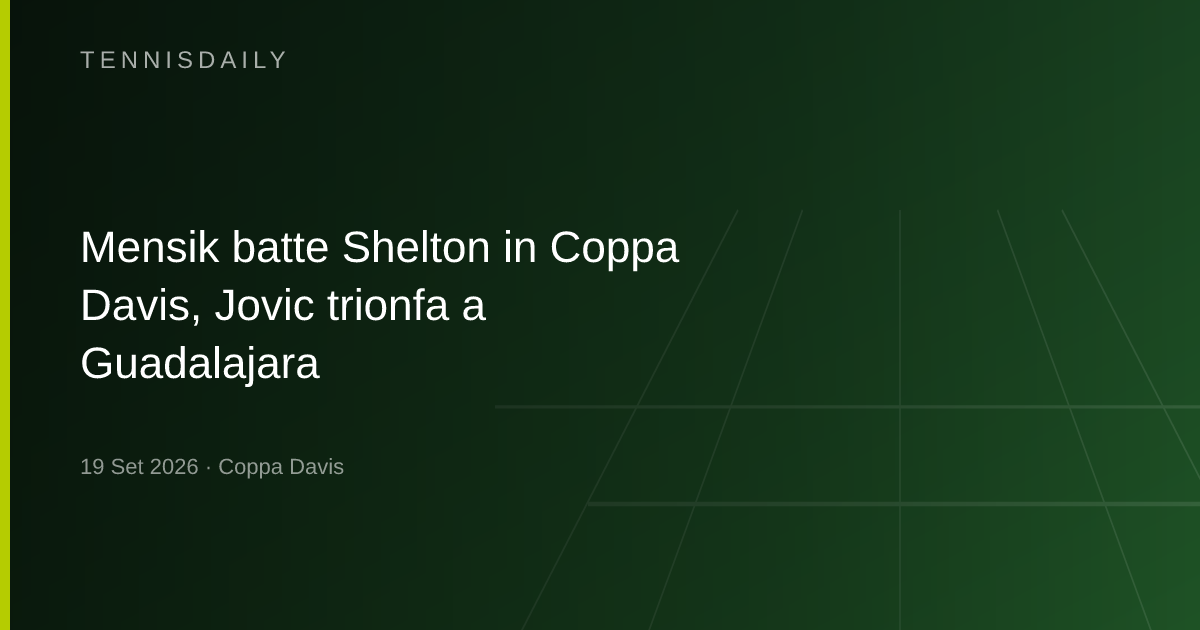 TENNISDAILY
Mensik batte Shelton in Coppa
Davis, Jovic trionfa a
Guadalajara
19 Set 2026 · Coppa Davis